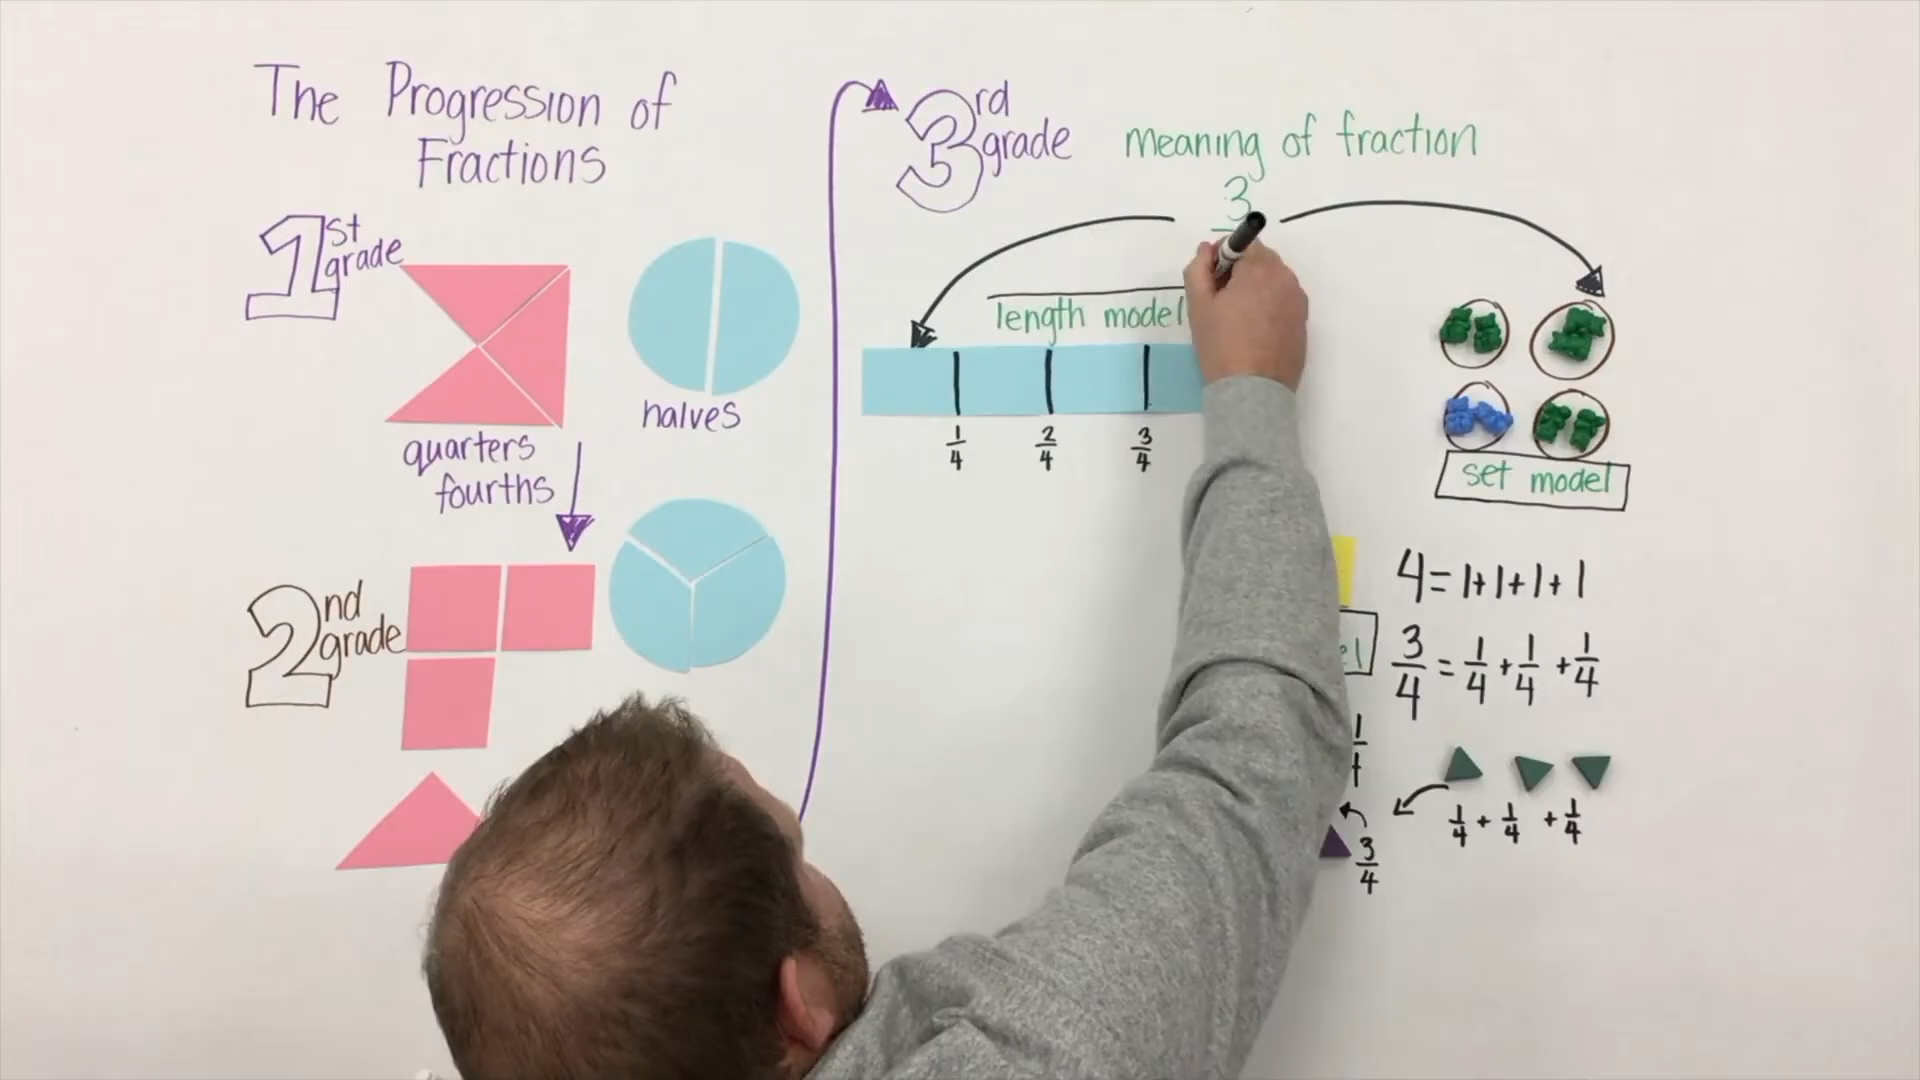 The Progression of
Fractions
1st
grade
quarters
fourths
halves
2nd
grade
3rd
grade
meaning of fraction
3
length model
1/4 2/4 3/4
set model
4=1+1+1+1
3/4 = 1/4 + 1/4 + 1/4
1/4 + 1/4 + 1/4
3/4